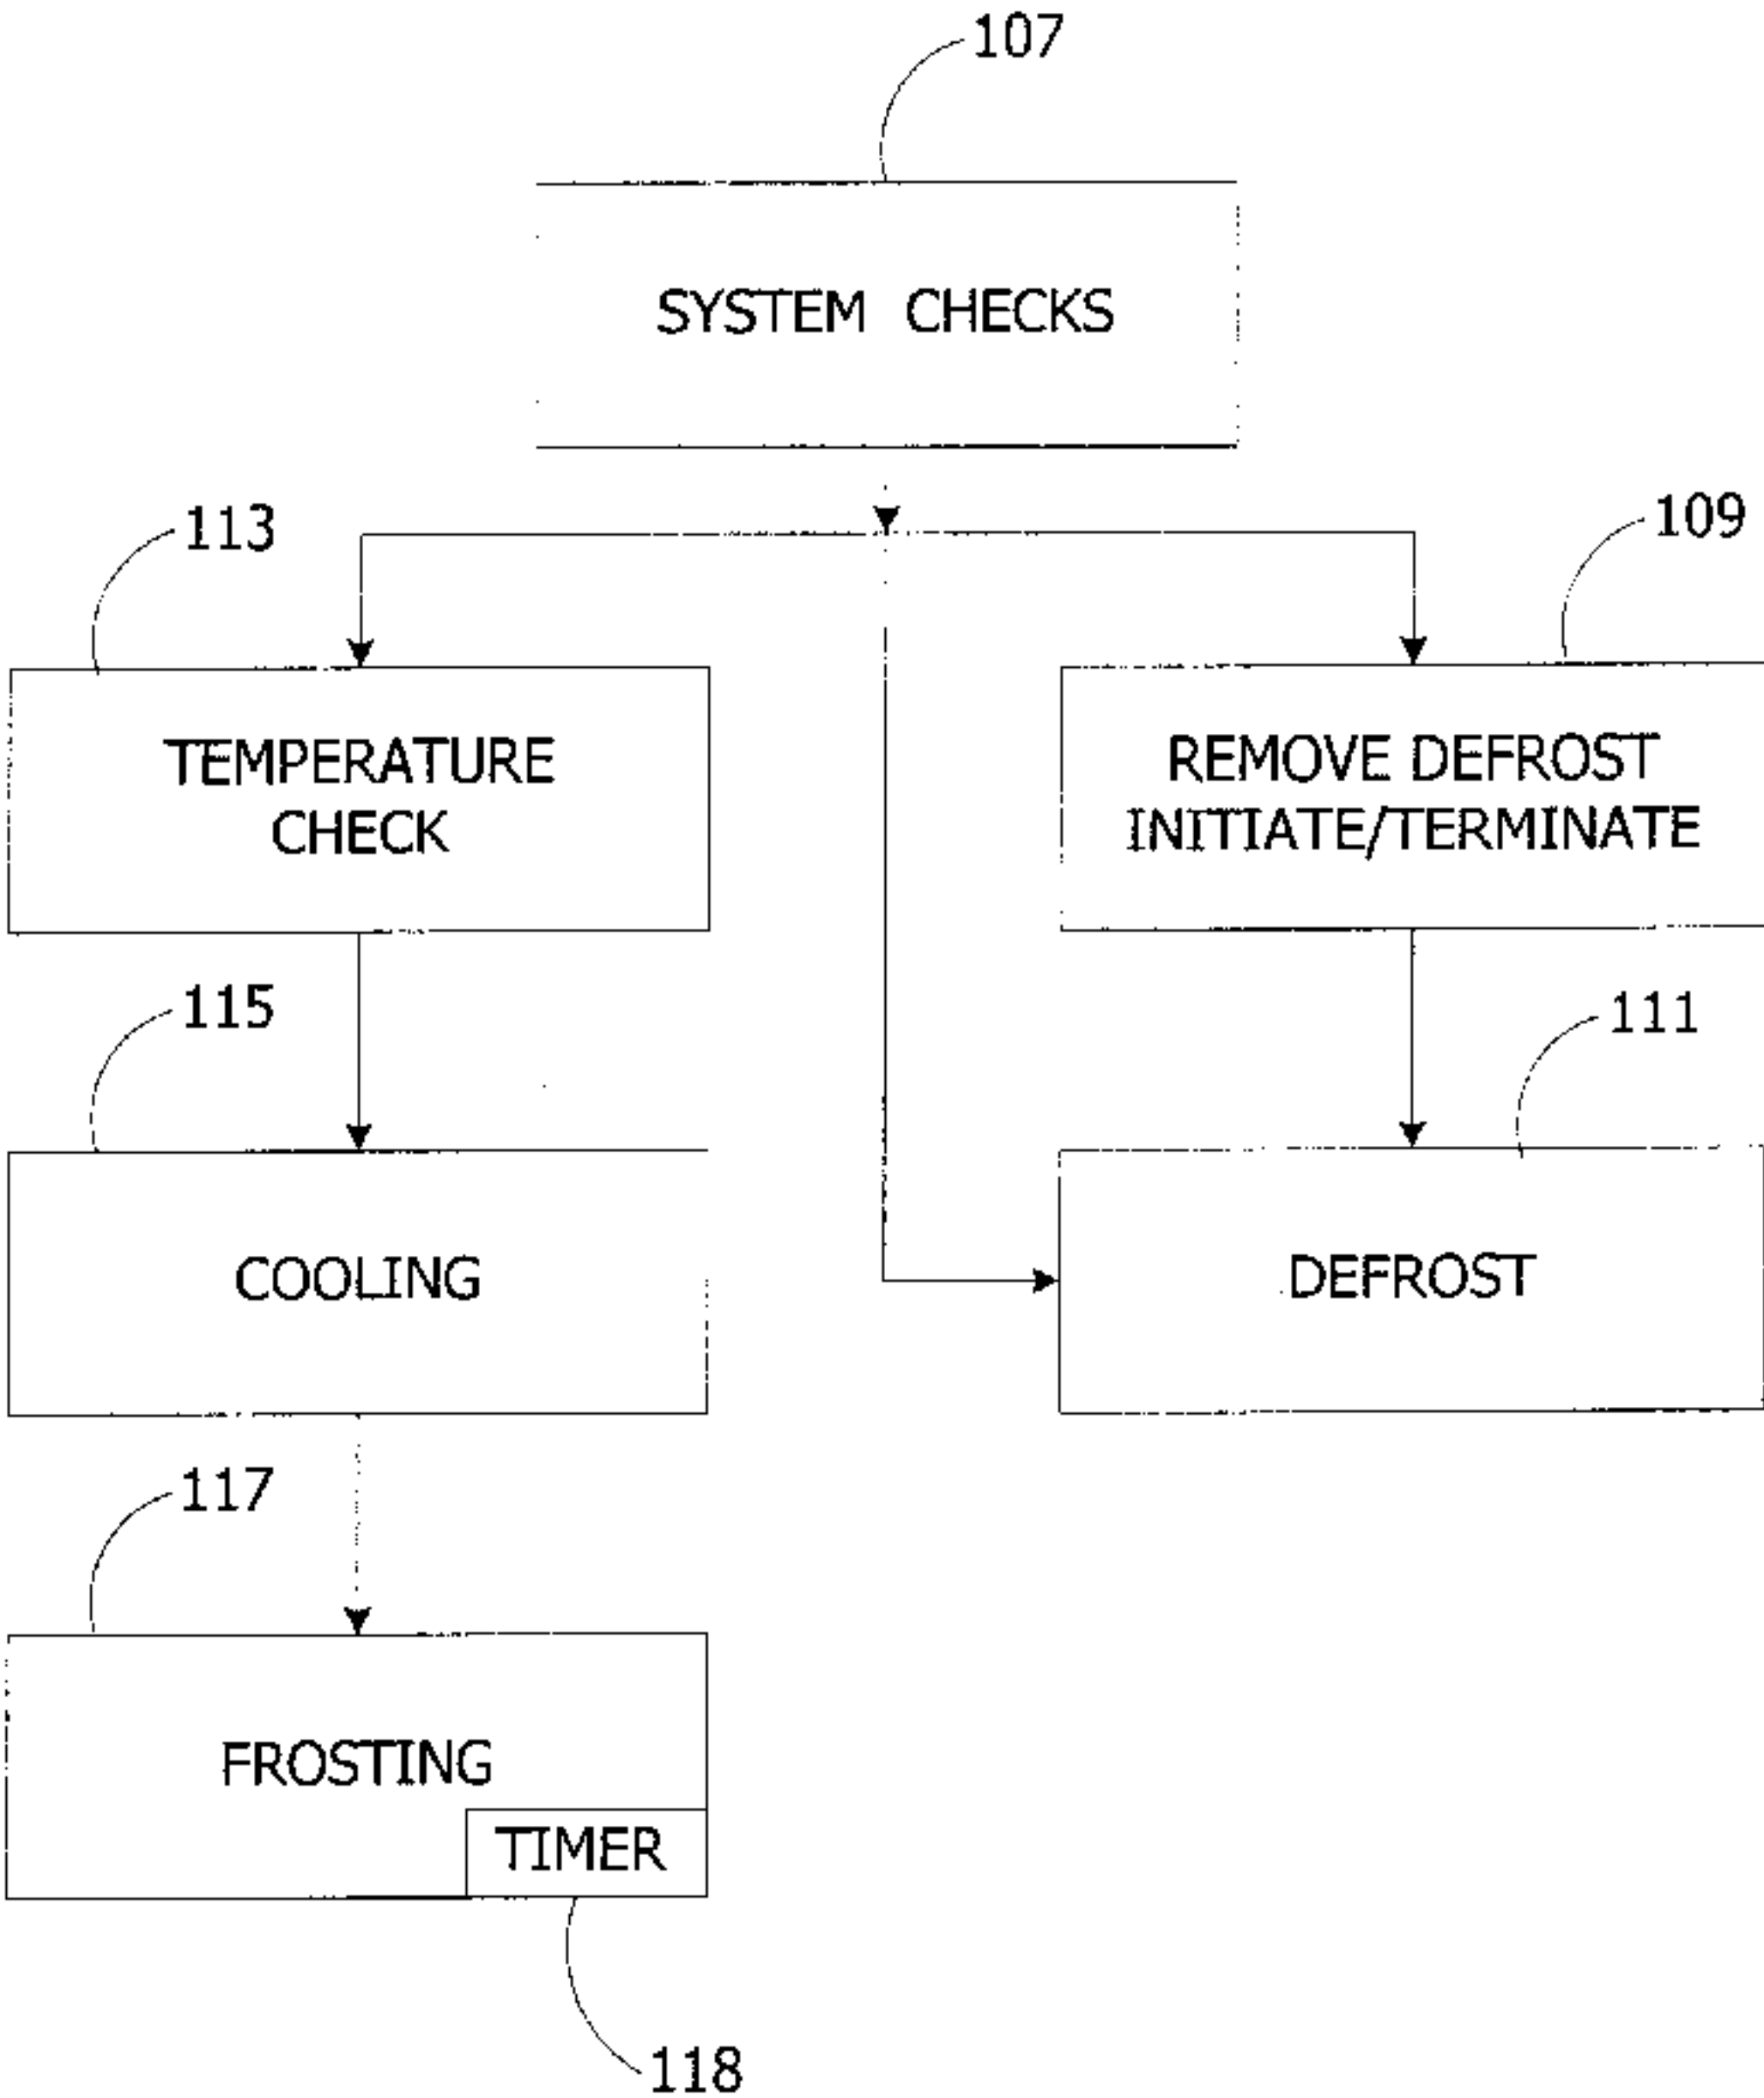 107
SYSTEM CHECKS
113
109
TEMPERATURE
CHECK
REMOVE DEFROST
INITIATE/TERMINATE
115
111
COOLING
DEFROST
117
FROSTING
TIMER
118